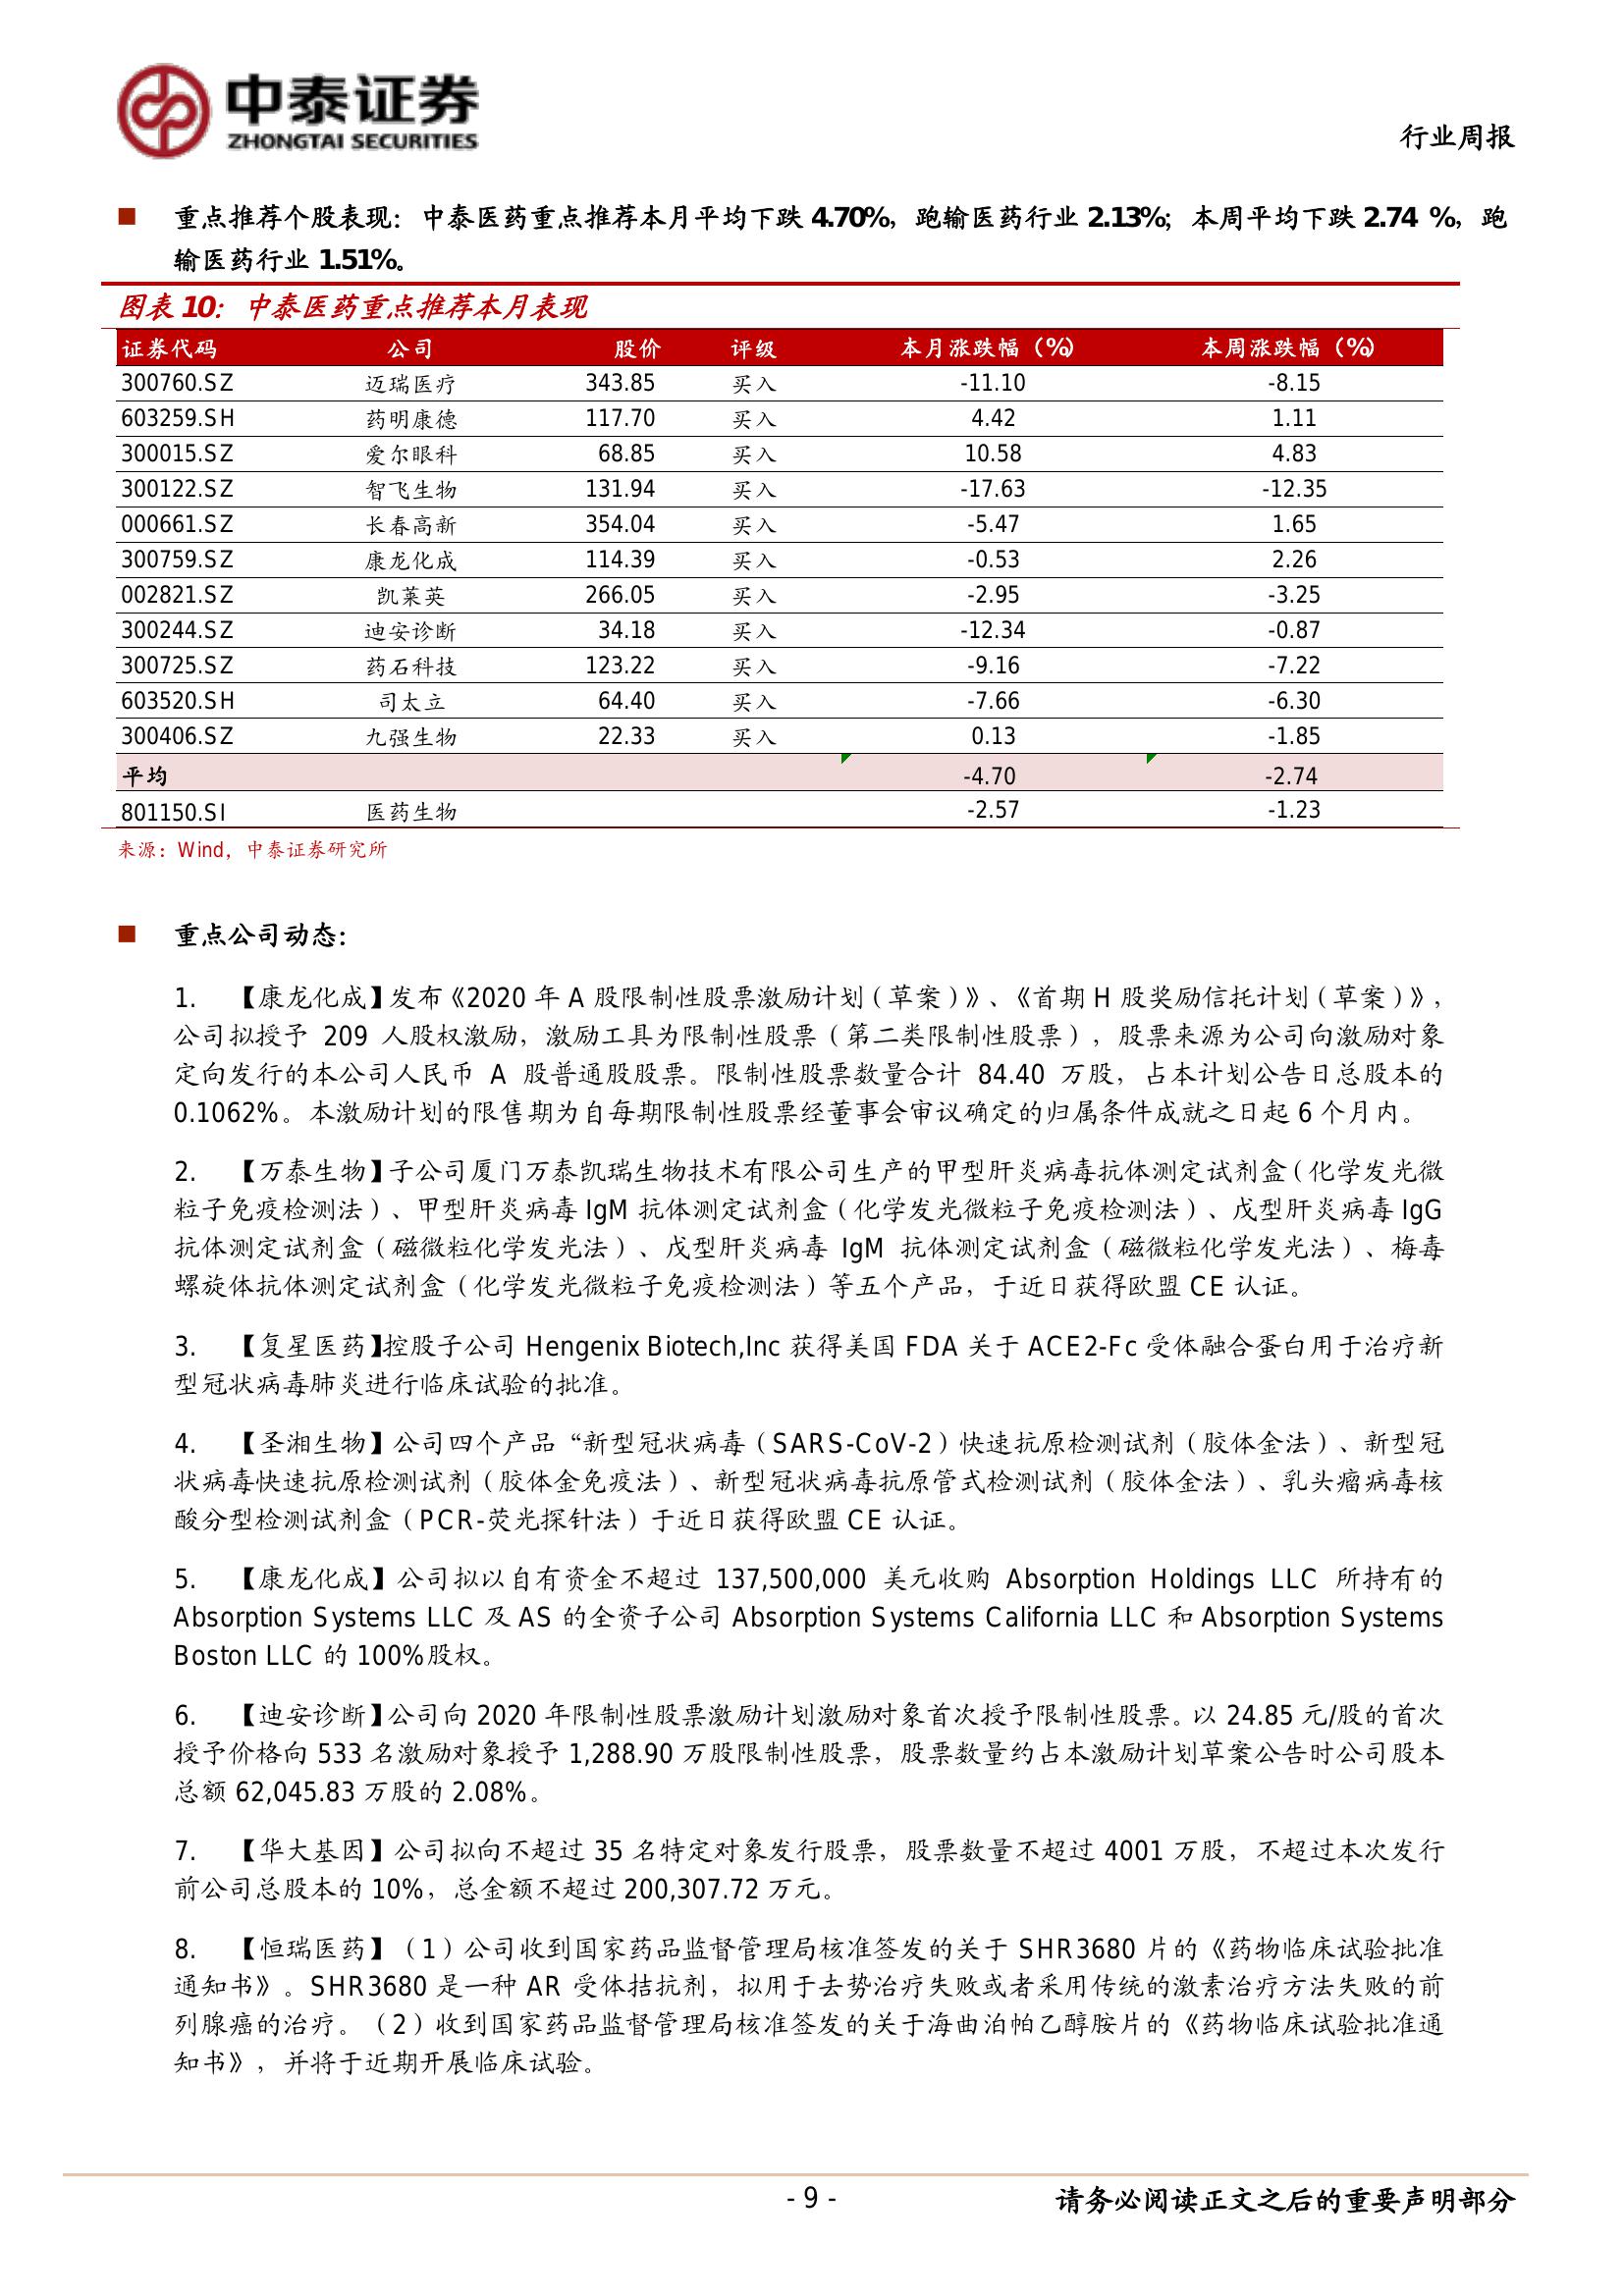 中泰证券
ZHONGTAI SECURITIES
行业周报
■ 重点推荐个股表现：中泰医药重点推荐本月平均下跌 4.70%，跑输医药行业 2.13%；本周平均下跌 2.74 %，跑
输医药行业 1.51%。
图表 10：中泰医药重点推荐本月表现
证券代码 公司 股价 评级 本月涨跌幅（%） 本周涨跌幅（%）
300760.SZ 迈瑞医疗 343.85 买入 -11.10 -8.15
603259.SH 药明康德 117.70 买入 4.42 1.11
300015.SZ 爱尔眼科 68.85 买入 10.58 4.83
300122.SZ 智飞生物 131.94 买入 -17.63 -12.35
000661.SZ 长春高新 354.04 买入 -5.47 1.65
300759.SZ 康龙化成 114.39 买入 -0.53 2.26
002821.SZ 凯莱英 266.05 买入 -2.95 -3.25
300244.SZ 迪安诊断 34.18 买入 -12.34 -0.87
300725.SZ 药石科技 123.22 买入 -9.16 -7.22
603520.SH 司太立 64.40 买入 -7.66 -6.30
300406.SZ 九强生物 22.33 买入 0.13 -1.85
平均 -4.70 -2.74
801150.SI 医药生物 -2.57 -1.23
来源：Wind，中泰证券研究所
■ 重点公司动态：
1. 【康龙化成】发布《2020 年 A 股限制性股票激励计划（草案）》、《首期 H 股奖励信托计划（草案）》，
公司拟授予 209 人股权激励，激励工具为限制性股票（第二类限制性股票），股票来源为公司向激励对象
定向发行的本公司人民币 A 股普通股股票。限制性股票数量合计 84.40 万股，占本计划公告日总股本的
0.1062%。本激励计划的限售期为自每期限制性股票经董事会审议确定的归属条件成就之日起 6 个月内。
2. 【万泰生物】子公司厦门万泰凯瑞生物技术有限公司生产的甲型肝炎病毒抗体测定试剂盒（化学发光微
粒子免疫检测法）、甲型肝炎病毒 IgM 抗体测定试剂盒（化学发光微粒子免疫检测法）、戊型肝炎病毒 IgG
抗体测定试剂盒（磁微粒化学发光法）、戊型肝炎病毒 IgM 抗体测定试剂盒（磁微粒化学发光法）、梅毒
螺旋体抗体测定试剂盒（化学发光微粒子免疫检测法）等五个产品，于近日获得欧盟 CE 认证。
3. 【复星医药】控股子公司 Hengenix Biotech,Inc 获得美国 FDA 关于 ACE2-Fc 受体融合蛋白用于治疗新
型冠状病毒肺炎进行临床试验的批准。
4. 【圣湘生物】公司四个产品“新型冠状病毒（SARS-CoV-2）快速抗原检测试剂（胶体金法）、新型冠
状病毒快速抗原检测试剂（胶体金免疫法）、新型冠状病毒抗原管式检测试剂（胶体金法）、乳头瘤病毒核
酸分型检测试剂盒（PCR-荧光探针法）于近日获得欧盟 CE 认证。
5. 【康龙化成】公司拟以自有资金不超过 137,500,000 美元收购 Absorption Holdings LLC 所持有的
Absorption Systems LLC 及 AS 的全资子公司 Absorption Systems California LLC 和 Absorption Systems
Boston LLC 的 100%股权。
6. 【迪安诊断】公司向 2020 年限制性股票激励计划激励对象首次授予限制性股票。以 24.85 元/股的首次
授予价格向 533 名激励对象授予 1,288.90 万股限制性股票，股票数量约占本激励计划草案公告时公司股本
总额 62,045.83 万股的 2.08%。
7. 【华大基因】公司拟向不超过 35 名特定对象发行股票，股票数量不超过 4001 万股，不超过本次发行
前公司总股本的 10%，总金额不超过 200,307.72 万元。
8. 【恒瑞医药】（1）公司收到国家药品监督管理局核准签发的关于 SHR3680 片的《药物临床试验批准
通知书》。SHR3680 是一种 AR 受体拮抗剂，拟用于去势治疗失败或者采用传统的激素治疗方法失败的前
列腺癌的治疗。（2）收到国家药品监督管理局核准签发的关于海曲泊帕乙醇胺片的《药物临床试验批准通
知书》，并将于近期开展临床试验。
- 9 -
请务必阅读正文之后的重要声明部分